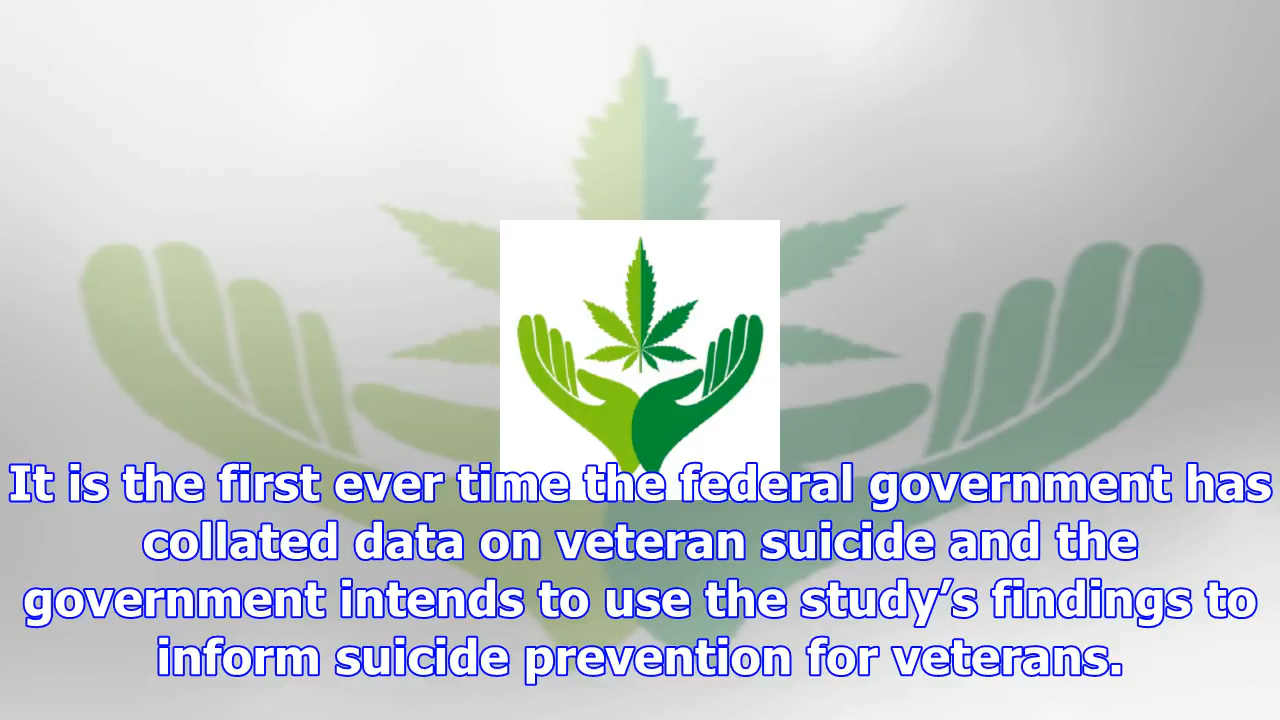 It is the first ever time the federal government has
collated data on veteran suicide and the
government intends to use the study’s findings to
inform suicide prevention for veterans.